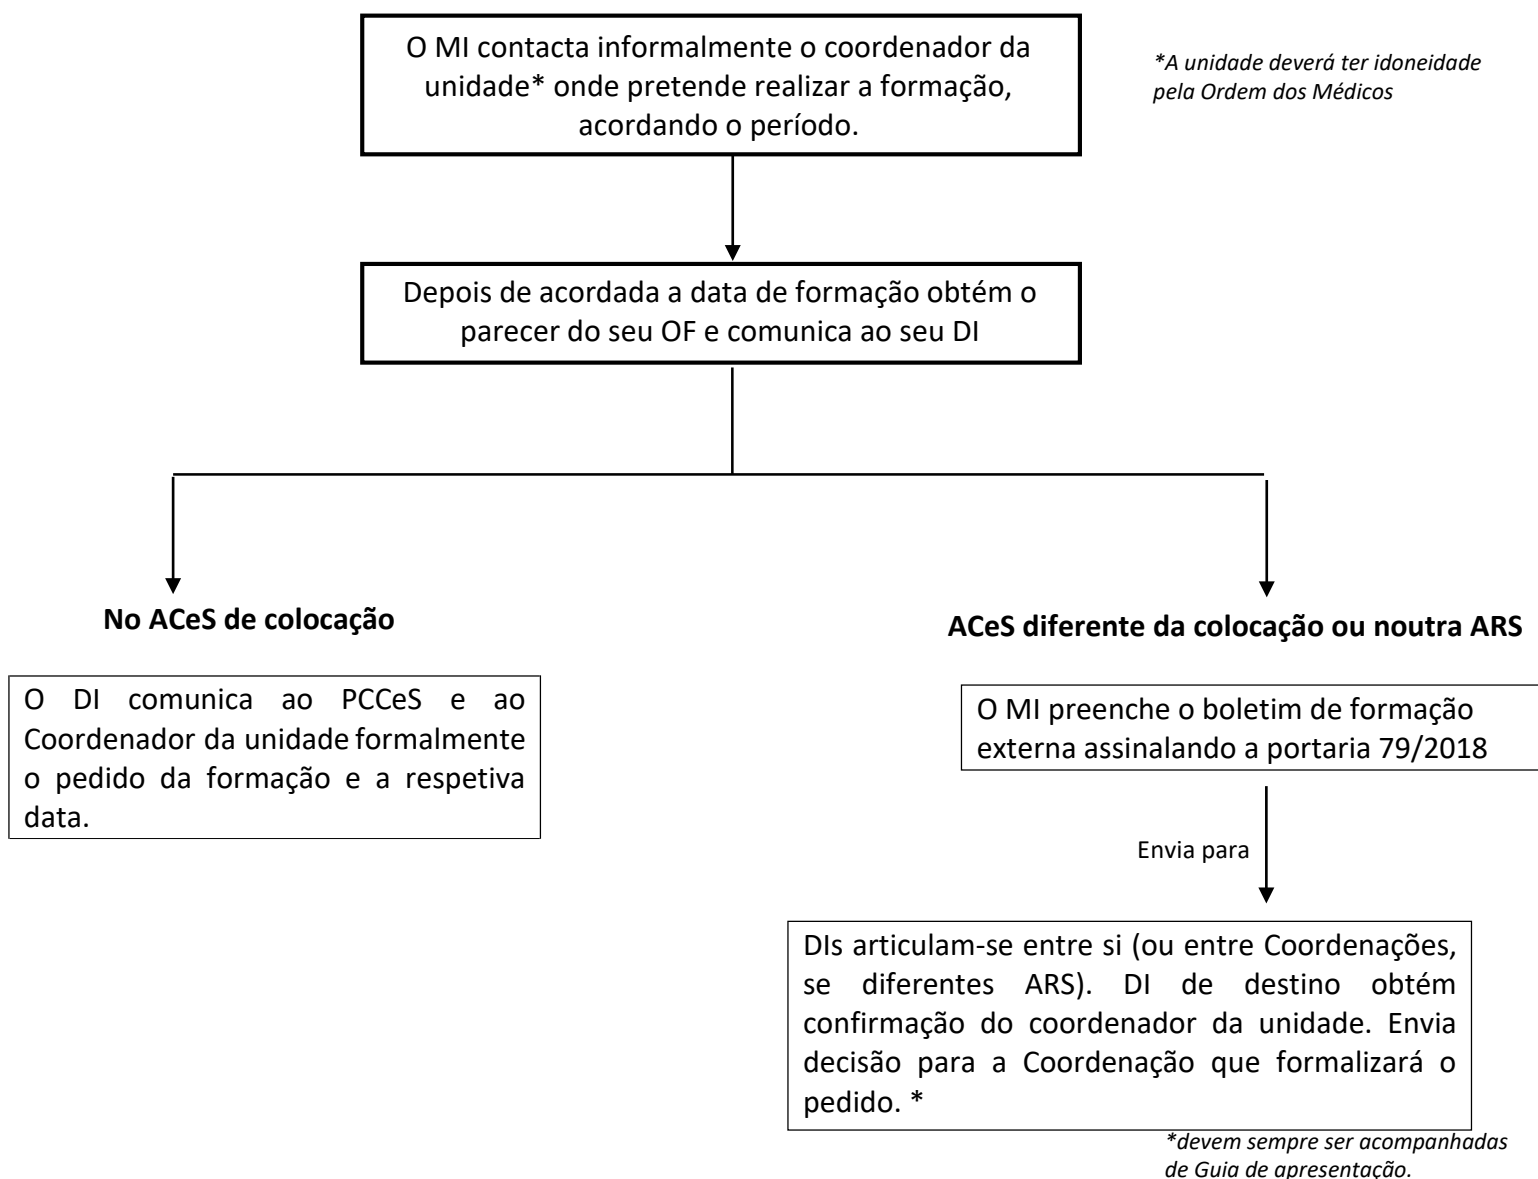 O MI contacta informalmente o coordenador da
unidade* onde pretende realizar a formação,
acordando o período.
*A unidade deverá ter idoneidade
pela Ordem dos Médicos
Depois de acordada a data de formação obtém o
parecer do seu OF e comunica ao seu DI
No ACeS de colocação
O DI comunica ao PCCeS e ao
Coordenador da unidade formalmente
o pedido da formação e a respetiva
data.
ACeS diferente da colocação ou noutra ARS
O MI preenche o boletim de formação
externa assinalando a portaria 79/2018
Envia para
DIs articulam-se entre si (ou entre Coordenações,
se diferentes ARS). DI de destino obtém
confirmação do coordenador da unidade. Envia
decisão para a Coordenação que formalizará o
pedido. *
*devem sempre ser acompanhadas
de Guia de apresentação.